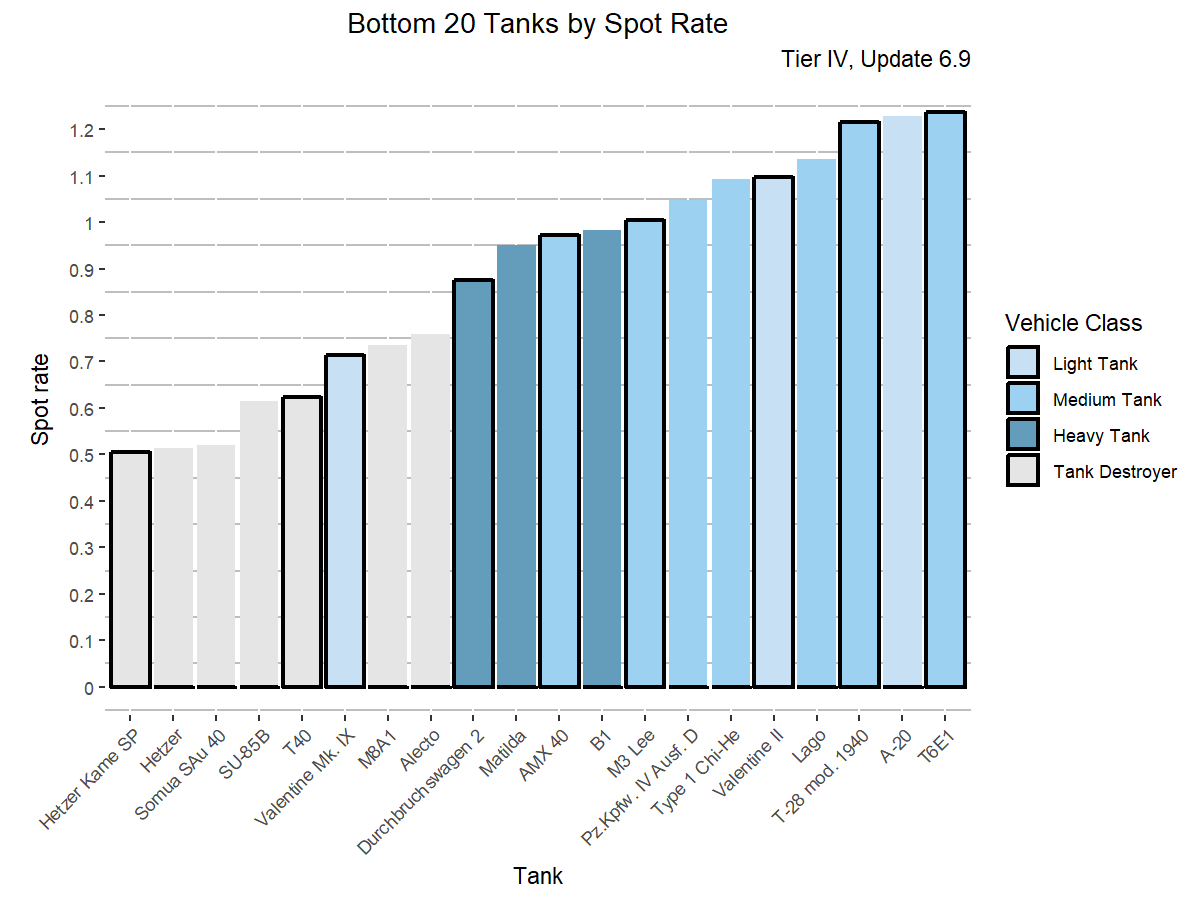 Bottom 20 Tanks by Spot Rate
Tier IV, Update 6.9
Spot rate
1.2
1.1
1
0.9
0.8
0.7
0.6
0.5
0.4
0.3
0.2
0.1
0
Hetzer Kame SP
Hetzer
Somua SAu 40
SU-85B
T40
Valentine Mk. IX
M8A1
Alecto
Durchbruchswagen 2
Matilda
AMX 40
B1
M3 Lee
Pz.Kpfw. IV Ausf. D
Type 1 Chi-He
Valentine II
Lago
T-28 mod. 1940
A-20
T6E1
Tank
Vehicle Class
Light Tank
Medium Tank
Heavy Tank
Tank Destroyer